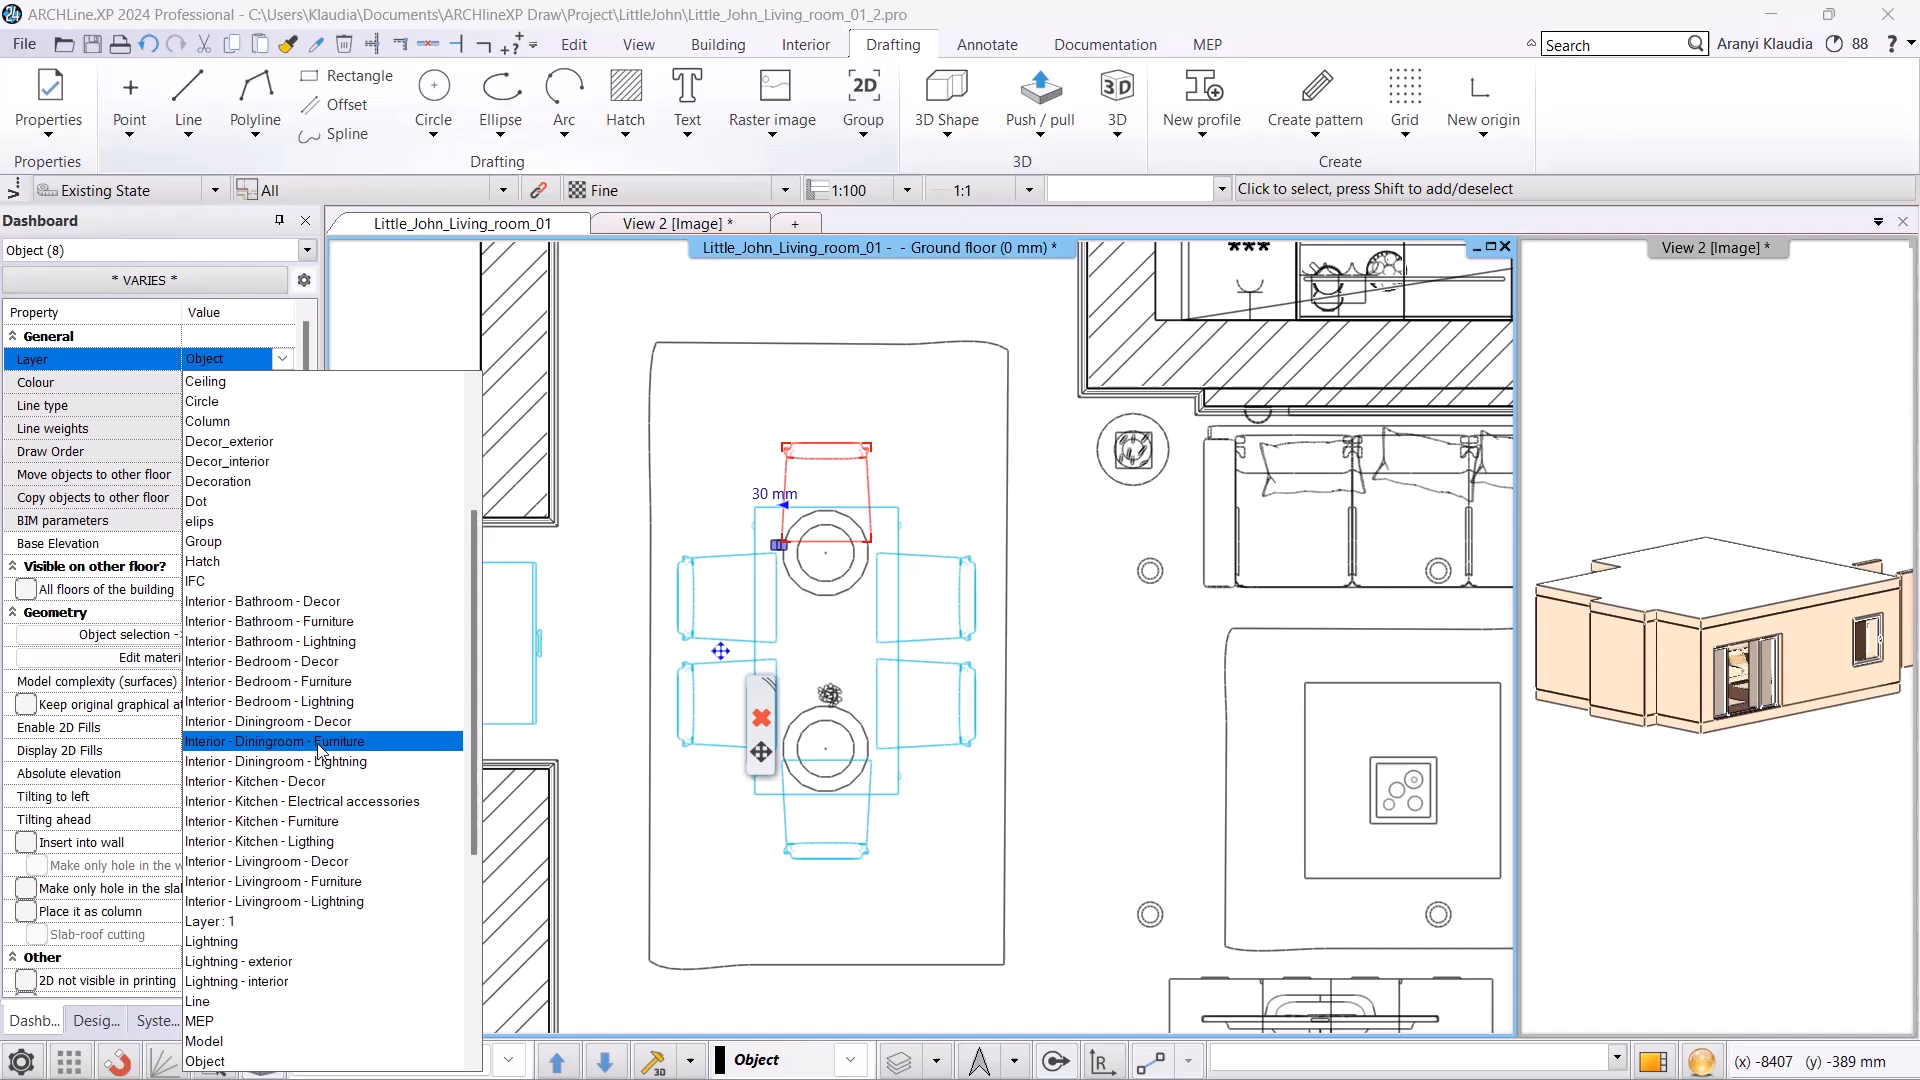 ARCHLine.XP 2024 Professional - C:\Users\Klaudia\Documents\ARCHlineXP Draw\Project\LittleJohn\Little_John_Living_room_01_2.pro
File
Edit
View
Building
Interior
Drafting
Annotate
Documentation
MEP
Search
Aranyi Klaudia
88
?
Properties
Point
Line
Polyline
Rectangle
Offset
Spline
Circle
Ellipse
Arc
Hatch
Text
Raster image
2D
Group
3D Shape
Push / pull
3D
3D
New profile
Create pattern
Grid
New origin
Properties
Drafting
3D
Create
Existing State
All
Fine
1:100
1:1
Click to select, press Shift to add/deselect
Dashboard
Little_John_Living_room_01
View 2 [Image] *
+
Object (8)
Little_John_Living_room_01 - - Ground floor (0 mm) *
View 2 [Image] *
* VARIES *
Property
Value
General
Layer
Object
Colour
Line type
Line weights
Draw Order
Move objects to other floor
Copy objects to other floor
BIM parameters
Base Elevation
Visible on other floor?
All floors of the building
Geometry
Object selection -
Edit materi
Model complexity (surfaces)
Keep original graphical a
Enable 2D Fills
Display 2D Fills
Absolute elevation
Tilting to left
Tilting ahead
Insert into wall
Make only hole in the w
Make only hole in the sla
Place it as column
Slab-roof cutting
Other
2D not visible in printing
Ceiling
Circle
Column
Decor_exterior
Decor_interior
Decoration
Dot
elips
Group
Hatch
IFC
Interior - Bathroom - Decor
Interior - Bathroom - Furniture
Interior - Bathroom - Lightning
Interior - Bedroom - Decor
Interior - Bedroom - Furniture
Interior - Bedroom - Lightning
Interior - Diningroom - Decor
Interior - Diningroom - Furniture
Interior - Diningroom - Lightning
Interior - Kitchen - Decor
Interior - Kitchen - Electrical accessories
Interior - Kitchen - Furniture
Interior - Kitchen - Ligthing
Interior - Livingroom - Decor
Interior - Livingroom - Furniture
Interior - Livingroom - Lightning
Layer : 1
Lightning
Lightning - exterior
Lightning - interior
Line
MEP
Model
Object
30 mm
***
Dashb...
Desig...
Syste...
3D
Object
(x) -8407 (y) -389 mm